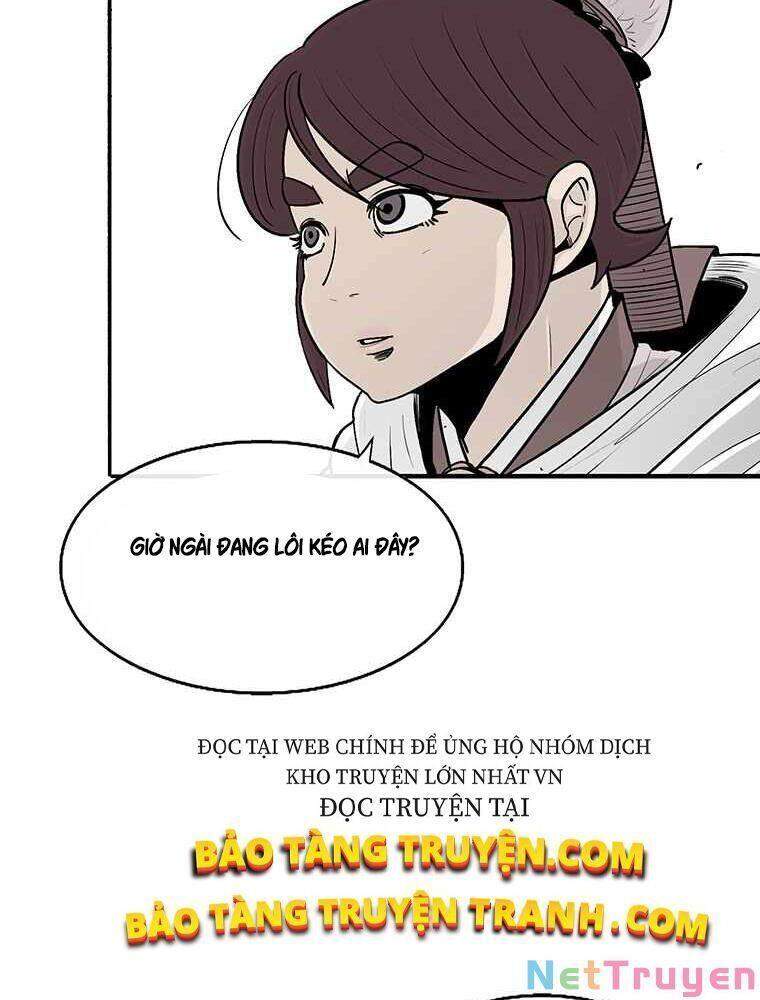 GIỜ NGÀI ĐANG LÔI KÉO AI ĐÂY?
ĐỌC TẠI WEB CHÍNH ĐỂ ỦNG HỘ NHÓM DỊCH
KHO TRUYỆN LỚN NHẤT VN
ĐỌC TRUYỆN TẠI
BẢO TÀNG TRUYỆN.COM
BẢO TÀNG TRUYỆN TRANH.COM
NetTruyen